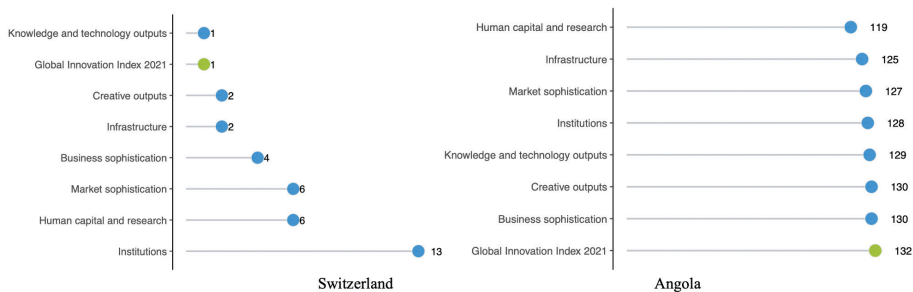 Knowledge and technology outputs 1
Global Innovation Index 2021 1
Creative outputs 2
Infrastructure 2
Business sophistication 4
Market sophistication 6
Human capital and research 6
Institutions 13
Switzerland
Human capital and research 119
Infrastructure 125
Market sophistication 127
Institutions 128
Knowledge and technology outputs 129
Creative outputs 130
Business sophistication 130
Global Innovation Index 2021 132
Angola